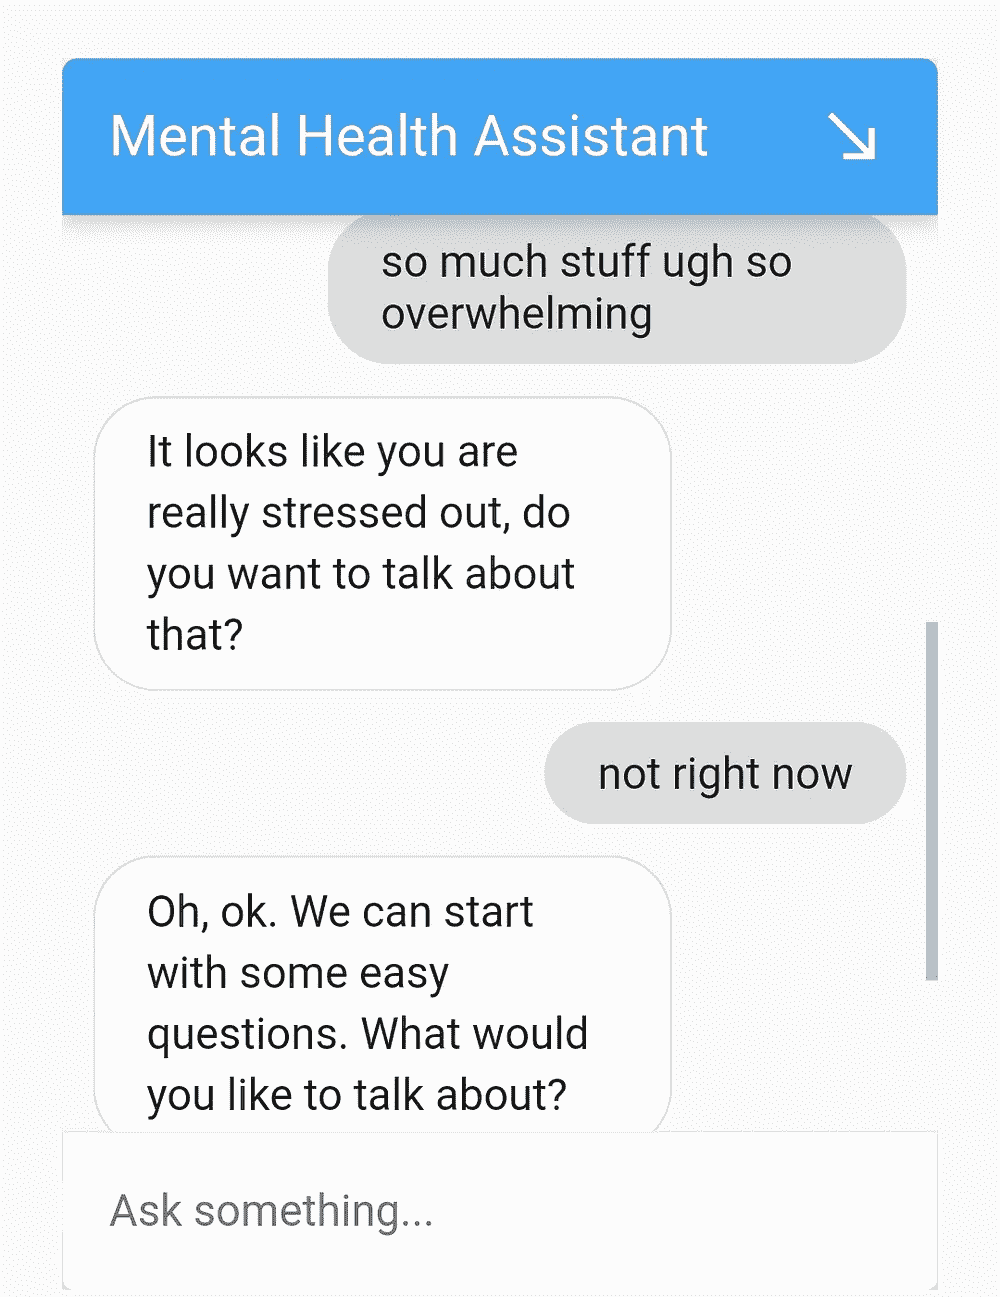 Mental Health Assistant
so much stuff ugh so
overwhelming
It looks like you are
really stressed out, do
you want to talk about
that?
not right now
Oh, ok. We can start
with some easy
questions. What would
you like to talk about?
Ask something...